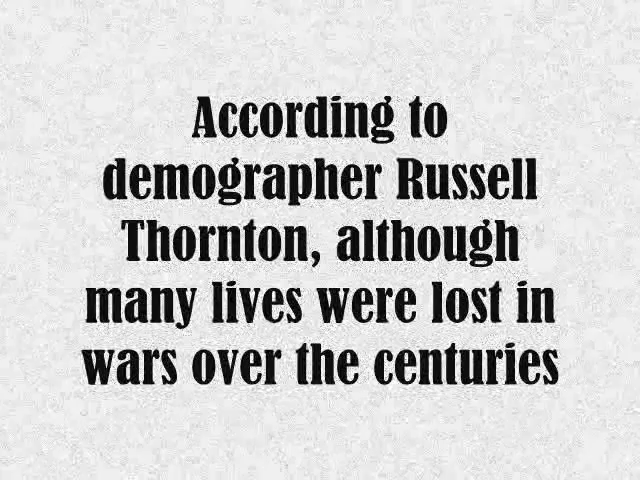 According to
demographer Russell
Thornton, although
many lives were lost in
wars over the centuries